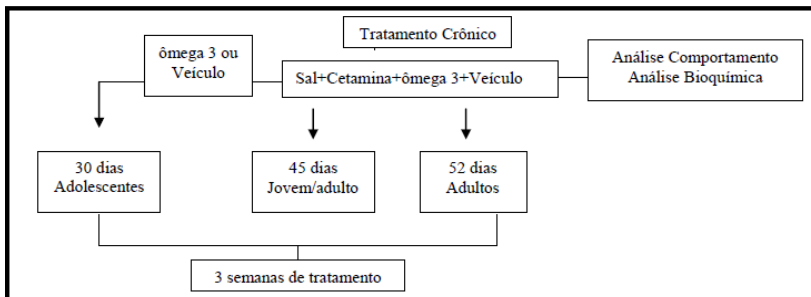 Tratamento Crônico
ômega 3 ou
Veículo
Sal+Cetamina+ômega 3+Veículo
Análise Comportamento
Análise Bioquímica
30 dias
Adolescentes
45 dias
Jovem/adulto
52 dias
Adultos
3 semanas de tratamento